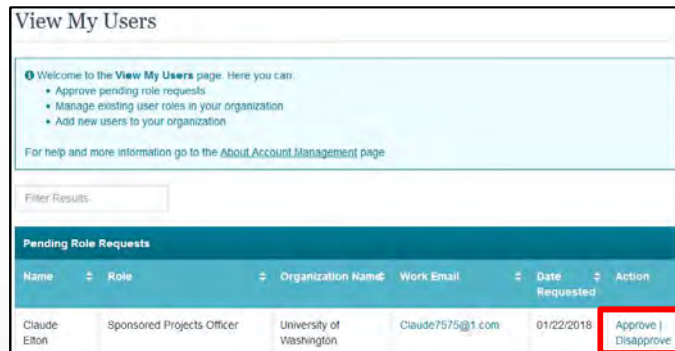 View My Users
Welcome to the View My Users page. Here you can:
• Approve pending role requests
• Manage existing user roles in your organization
• Add new users to your organization
For help and more information go to the About Account Management page
Filter Results
Pending Role Requests
Name Role Organization Name Work Email Date Requested Action
Claude Elton Sponsored Projects Officer University of Washington Claude7575@1.com 01/22/2018 Approve | Disapprove